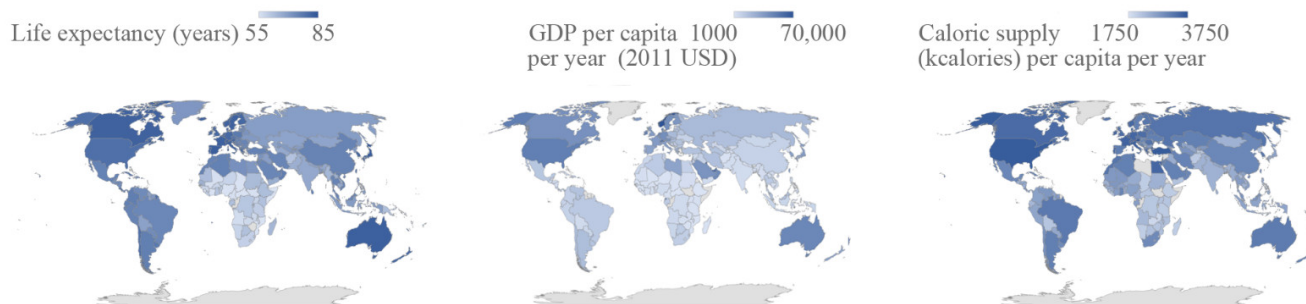 Life expectancy (years) 55 85
GDP per capita 1000 70,000
per year (2011 USD)
Caloric supply 1750 3750
(kcalories) per capita per year